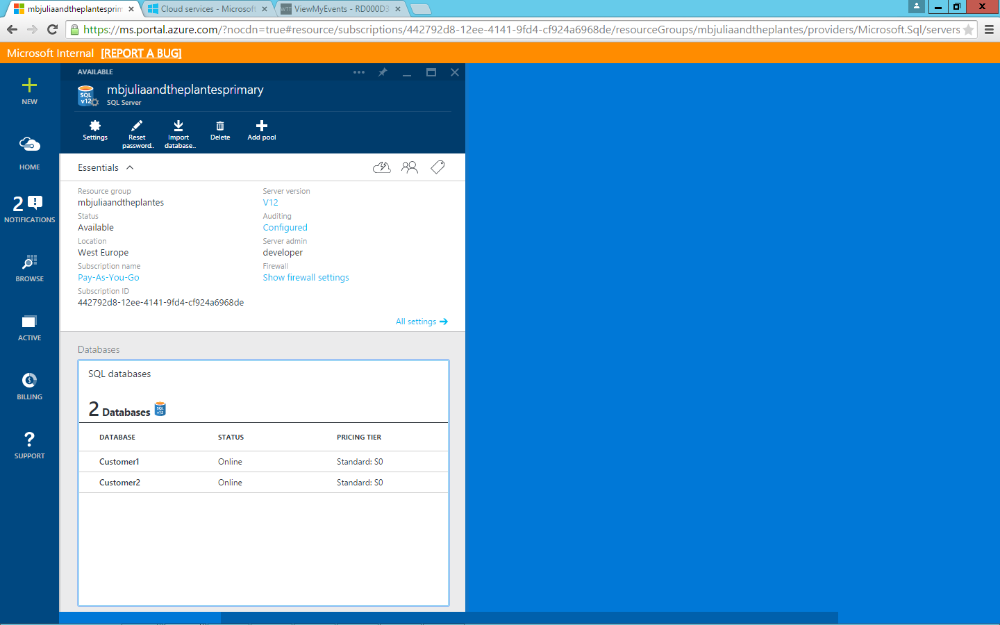 mbjuliaandtheplantesprim
Cloud services - Microsoft
WTT ViewMyEvents - RD000D3
https://ms.portal.azure.com/?nocdn=true#resource/subscriptions/442792d8-12ee-4141-9fd4-cf924a6968de/resourceGroups/mbjuliaandtheplantes/providers/Microsoft.Sql/servers
Microsoft Internal [REPORT A BUG]
NEW
HOME
2
NOTIFICATIONS
BROWSE
ACTIVE
BILLING
SUPPORT
AVAILABLE
SQL v12
mbjuliaandtheplantesprimary
SQL Server
Settings
Reset password..
Import database..
Delete
Add pool
Essentials
Resource group
mbjuliaandtheplantes
Status
Available
Location
West Europe
Subscription name
Pay-As-You-Go
Subscription ID
442792d8-12ee-4141-9fd4-cf924a6968de
Server version
V12
Auditing
Configured
Server admin
developer
Firewall
Show firewall settings
All settings
Databases
SQL databases
2 Databases SQL v12
DATABASE STATUS PRICING TIER
Customer1 Online Standard: S0
Customer2 Online Standard: S0